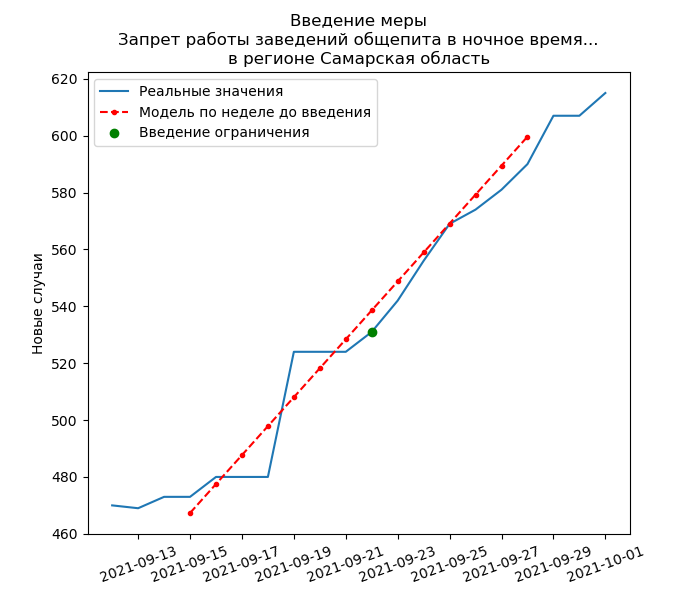 Введение меры
Запрет работы заведений общепита в ночное время...
в регионе Самарская область
Реальные значения
Модель по неделе до введения
Введение ограничения
Новые случаи
620
600
580
560
540
520
500
480
460
2021-09-13
2021-09-15
2021-09-17
2021-09-19
2021-09-21
2021-09-23
2021-09-25
2021-09-27
2021-09-29
2021-10-01